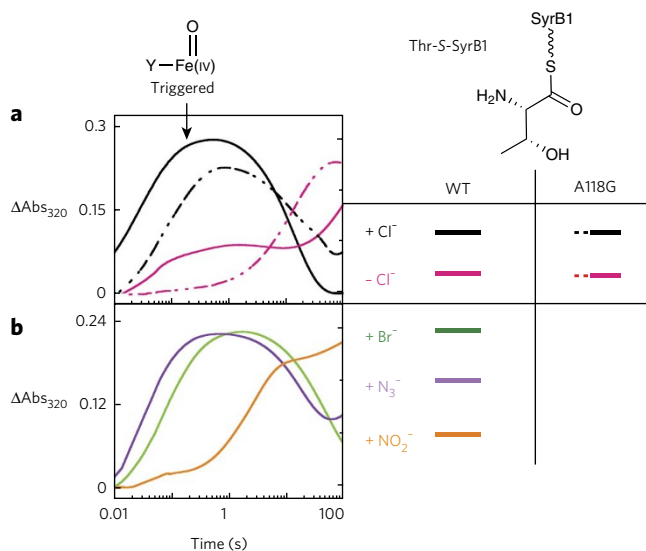 O
Y—Fe(IV)
Triggered
SyrB1
Thr-S-SyrB1
S
H₂N
O
OH
a
0.3
ΔAbs₃₂₀
0.15
0
WT
A118G
+ Cl⁻
– Cl⁻
b
0.24
ΔAbs₃₂₀
0.12
0
+ Br⁻
+ N₃⁻
+ NO₂⁻
0.01
1
100
Time (s)